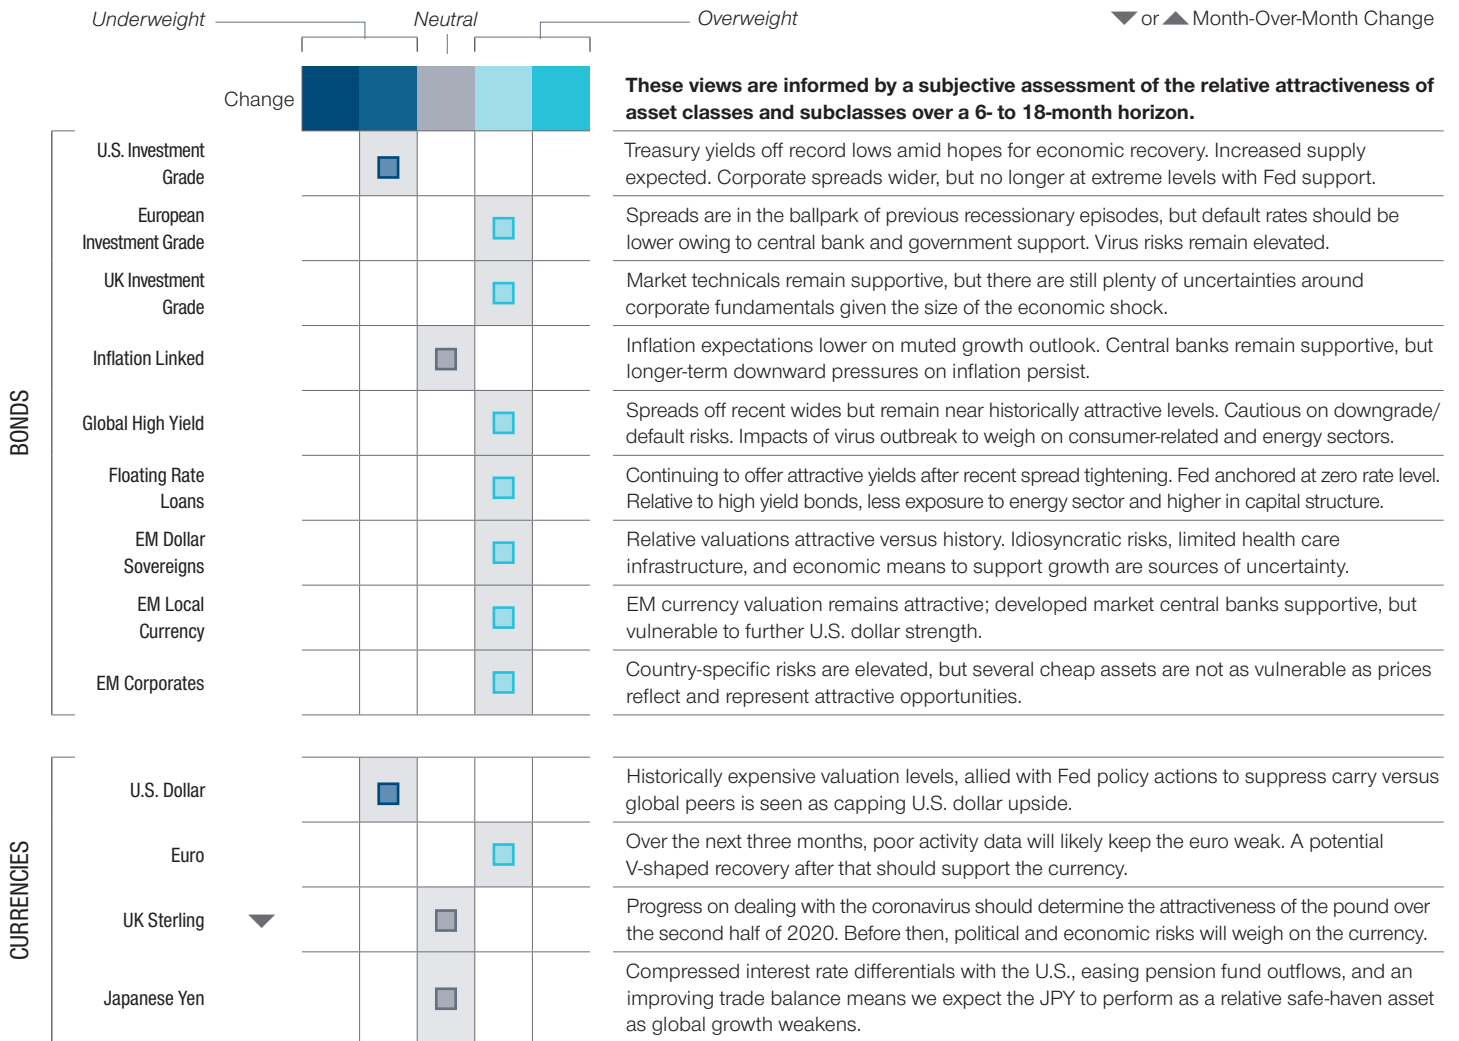 Underweight
Neutral
Overweight
or Month-Over-Month Change
Change
These views are informed by a subjective assessment of the relative attractiveness of
asset classes and subclasses over a 6- to 18-month horizon.
BONDS
U.S. Investment
Grade
Treasury yields off record lows amid hopes for economic recovery. Increased supply
expected. Corporate spreads wider, but no longer at extreme levels with Fed support.
European
Investment Grade
Spreads are in the ballpark of previous recessionary episodes, but default rates should be
lower owing to central bank and government support. Virus risks remain elevated.
UK Investment
Grade
Market technicals remain supportive, but there are still plenty of uncertainties around
corporate fundamentals given the size of the economic shock.
Inflation Linked
Inflation expectations lower on muted growth outlook. Central banks remain supportive, but
longer-term downward pressures on inflation persist.
Global High Yield
Spreads off recent wides but remain near historically attractive levels. Cautious on downgrade/
default risks. Impacts of virus outbreak to weigh on consumer-related and energy sectors.
Floating Rate
Loans
Continuing to offer attractive yields after recent spread tightening. Fed anchored at zero rate level.
Relative to high yield bonds, less exposure to energy sector and higher in capital structure.
EM Dollar
Sovereigns
Relative valuations attractive versus history. Idiosyncratic risks, limited health care
infrastructure, and economic means to support growth are sources of uncertainty.
EM Local
Currency
EM currency valuation remains attractive; developed market central banks supportive, but
vulnerable to further U.S. dollar strength.
EM Corporates
Country-specific risks are elevated, but several cheap assets are not as vulnerable as prices
reflect and represent attractive opportunities.
CURRENCIES
U.S. Dollar
Historically expensive valuation levels, allied with Fed policy actions to suppress carry versus
global peers is seen as capping U.S. dollar upside.
Euro
Over the next three months, poor activity data will likely keep the euro weak. A potential
V-shaped recovery after that should support the currency.
UK Sterling
Progress on dealing with the coronavirus should determine the attractiveness of the pound over
the second half of 2020. Before then, political and economic risks will weigh on the currency.
Japanese Yen
Compressed interest rate differentials with the U.S., easing pension fund outflows, and an
improving trade balance means we expect the JPY to perform as a relative safe-haven asset
as global growth weakens.